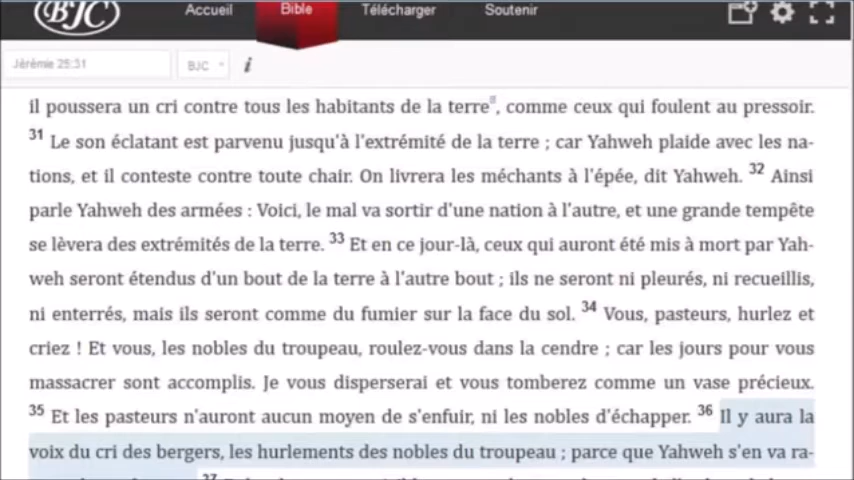 BJC
Accueil
Bible
Télécharger
Soutenir
Jérémie 25:31
BJC
i
il poussera un cri contre tous les habitants de la terre, comme ceux qui foulent au pressoir.
31 Le son éclatant est parvenu jusqu'à l'extrémité de la terre ; car Yahweh plaide avec les na-
tions, et il conteste contre toute chair. On livrera les méchants à l'épée, dit Yahweh. 32 Ainsi
parle Yahweh des armées : Voici, le mal va sortir d'une nation à l'autre, et une grande tempête
se lèvera des extrémités de la terre. 33 Et en ce jour-là, ceux qui auront été mis à mort par Yah-
weh seront étendus d'un bout de la terre à l'autre bout ; ils ne seront ni pleurés, ni recueillis,
ni enterrés, mais ils seront comme du fumier sur la face du sol. 34 Vous, pasteurs, hurlez et
criez ! Et vous, les nobles du troupeau, roulez-vous dans la cendre ; car les jours pour vous
massacrer sont accomplis. Je vous disperserai et vous tomberez comme un vase précieux.
35 Et les pasteurs n'auront aucun moyen de s'enfuir, ni les nobles d'échapper. 36 Il y aura la
voix du cri des bergers, les hurlements des nobles du troupeau ; parce que Yahweh s'en va ra-
37